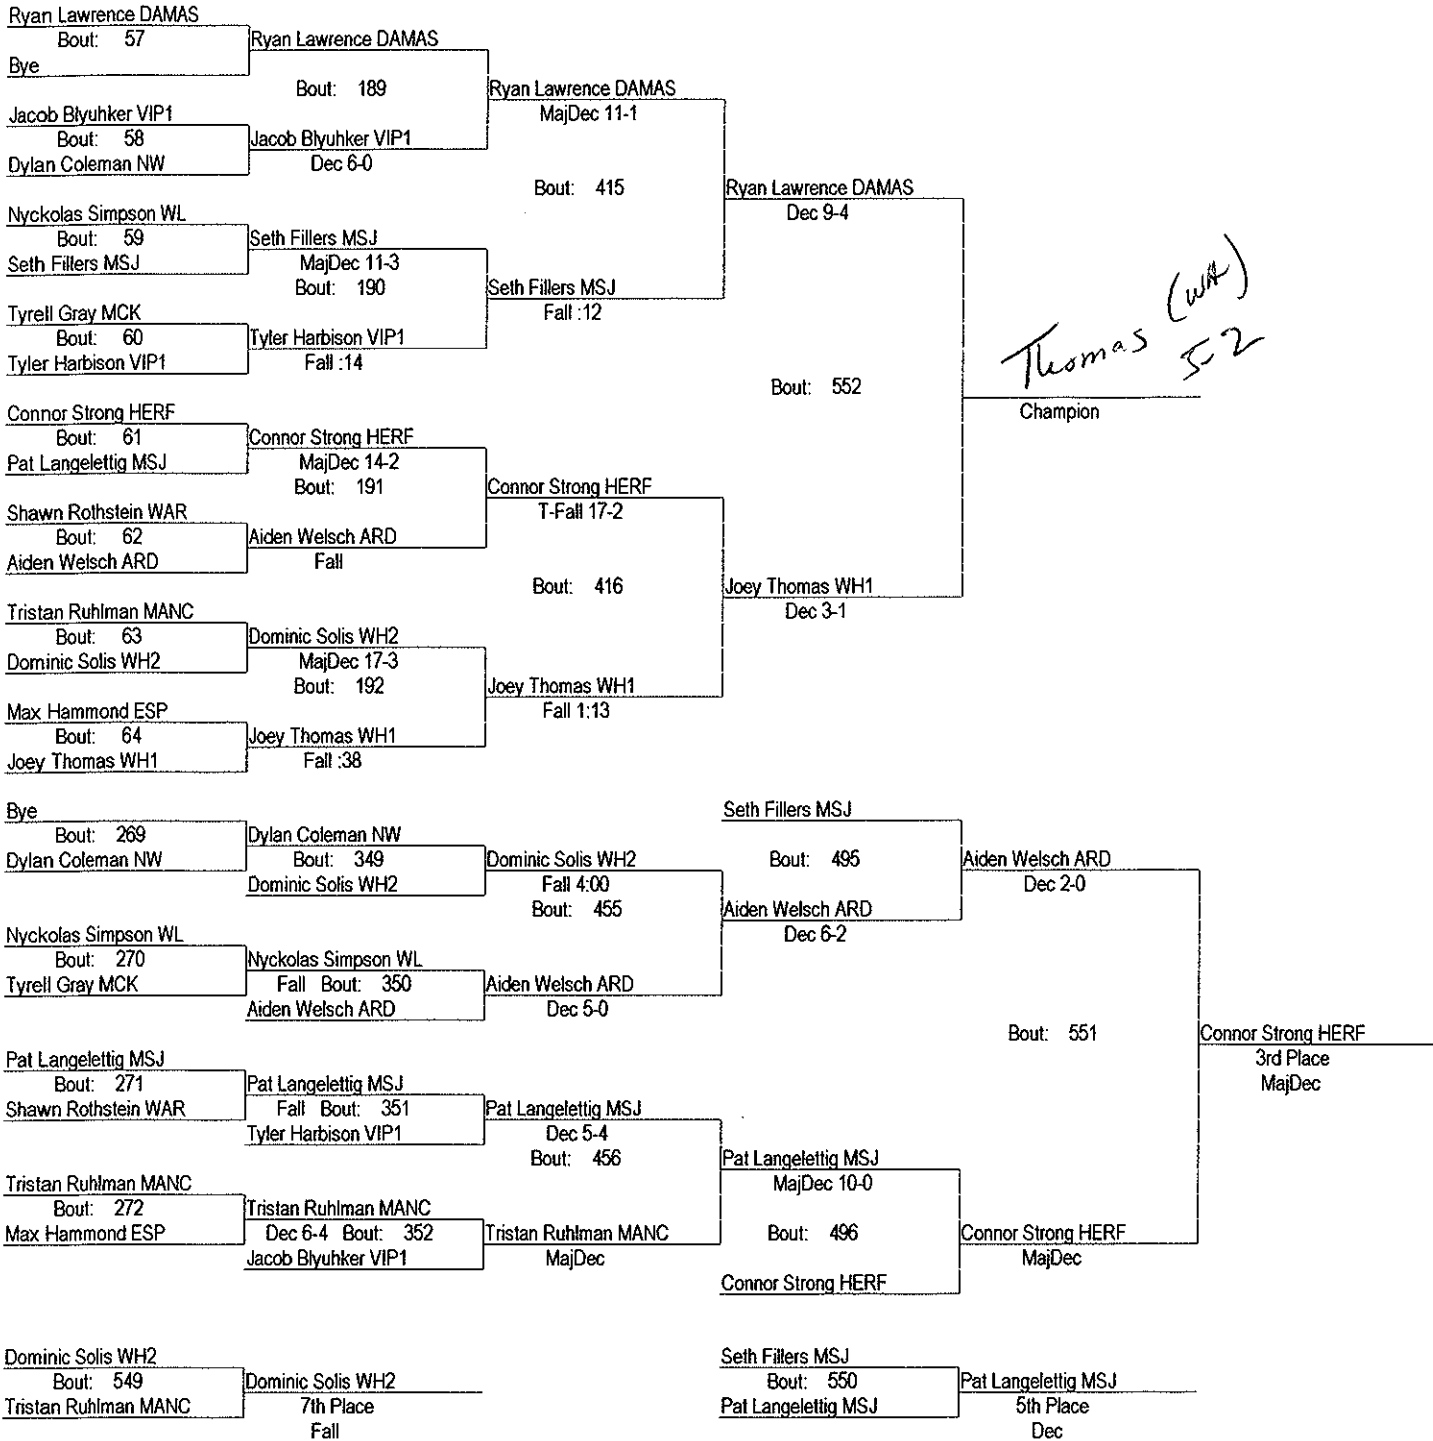 Ryan Lawrence DAMAS
Bout: 57
Bye
Ryan Lawrence DAMAS
Bout: 189
Jacob Blyuhker VIP1
Bout: 58
Dylan Coleman NW
Jacob Blyuhker VIP1
Dec 6-0
Ryan Lawrence DAMAS
MajDec 11-1
Bout: 415
Nyckolas Simpson WL
Bout: 59
Seth Fillers MSJ
Seth Fillers MSJ
MajDec 11-3
Bout: 190
Tyrell Gray MCK
Bout: 60
Tyler Harbison VIP1
Tyler Harbison VIP1
Fall :14
Seth Fillers MSJ
Fall :12
Ryan Lawrence DAMAS
Dec 9-4
Bout: 552
Thomas (WH)
5-2
Champion
Connor Strong HERF
Bout: 61
Pat Langelettig MSJ
Connor Strong HERF
MajDec 14-2
Bout: 191
Shawn Rothstein WAR
Bout: 62
Aiden Welsch ARD
Aiden Welsch ARD
Fall
Connor Strong HERF
T-Fall 17-2
Bout: 416
Tristan Ruhlman MANC
Bout: 63
Dominic Solis WH2
Dominic Solis WH2
MajDec 17-3
Bout: 192
Max Hammond ESP
Bout: 64
Joey Thomas WH1
Joey Thomas WH1
Fall :38
Joey Thomas WH1
Fall 1:13
Joey Thomas WH1
Dec 3-1
Bye
Bout: 269
Dylan Coleman NW
Dylan Coleman NW
Bout: 349
Dominic Solis WH2
Dominic Solis WH2
Fall 4:00
Bout: 455
Nyckolas Simpson WL
Bout: 270
Tyrell Gray MCK
Nyckolas Simpson WL
Fall Bout: 350
Aiden Welsch ARD
Aiden Welsch ARD
Dec 5-0
Seth Fillers MSJ
Bout: 495
Aiden Welsch ARD
Dec 6-2
Aiden Welsch ARD
Dec 2-0
Bout: 551
Pat Langelettig MSJ
Bout: 271
Shawn Rothstein WAR
Pat Langelettig MSJ
Fall Bout: 351
Tyler Harbison VIP1
Pat Langelettig MSJ
Dec 5-4
Bout: 456
Tristan Ruhlman MANC
Bout: 272
Max Hammond ESP
Tristan Ruhlman MANC
Dec 6-4 Bout: 352
Jacob Blyuhker VIP1
Tristan Ruhlman MANC
MajDec
Pat Langelettig MSJ
MajDec 10-0
Bout: 496
Connor Strong HERF
Connor Strong HERF
MajDec
Connor Strong HERF
3rd Place
MajDec
Dominic Solis WH2
Bout: 549
Tristan Ruhlman MANC
Dominic Solis WH2
7th Place
Fall
Seth Fillers MSJ
Bout: 550
Pat Langelettig MSJ
Pat Langelettig MSJ
5th Place
Dec